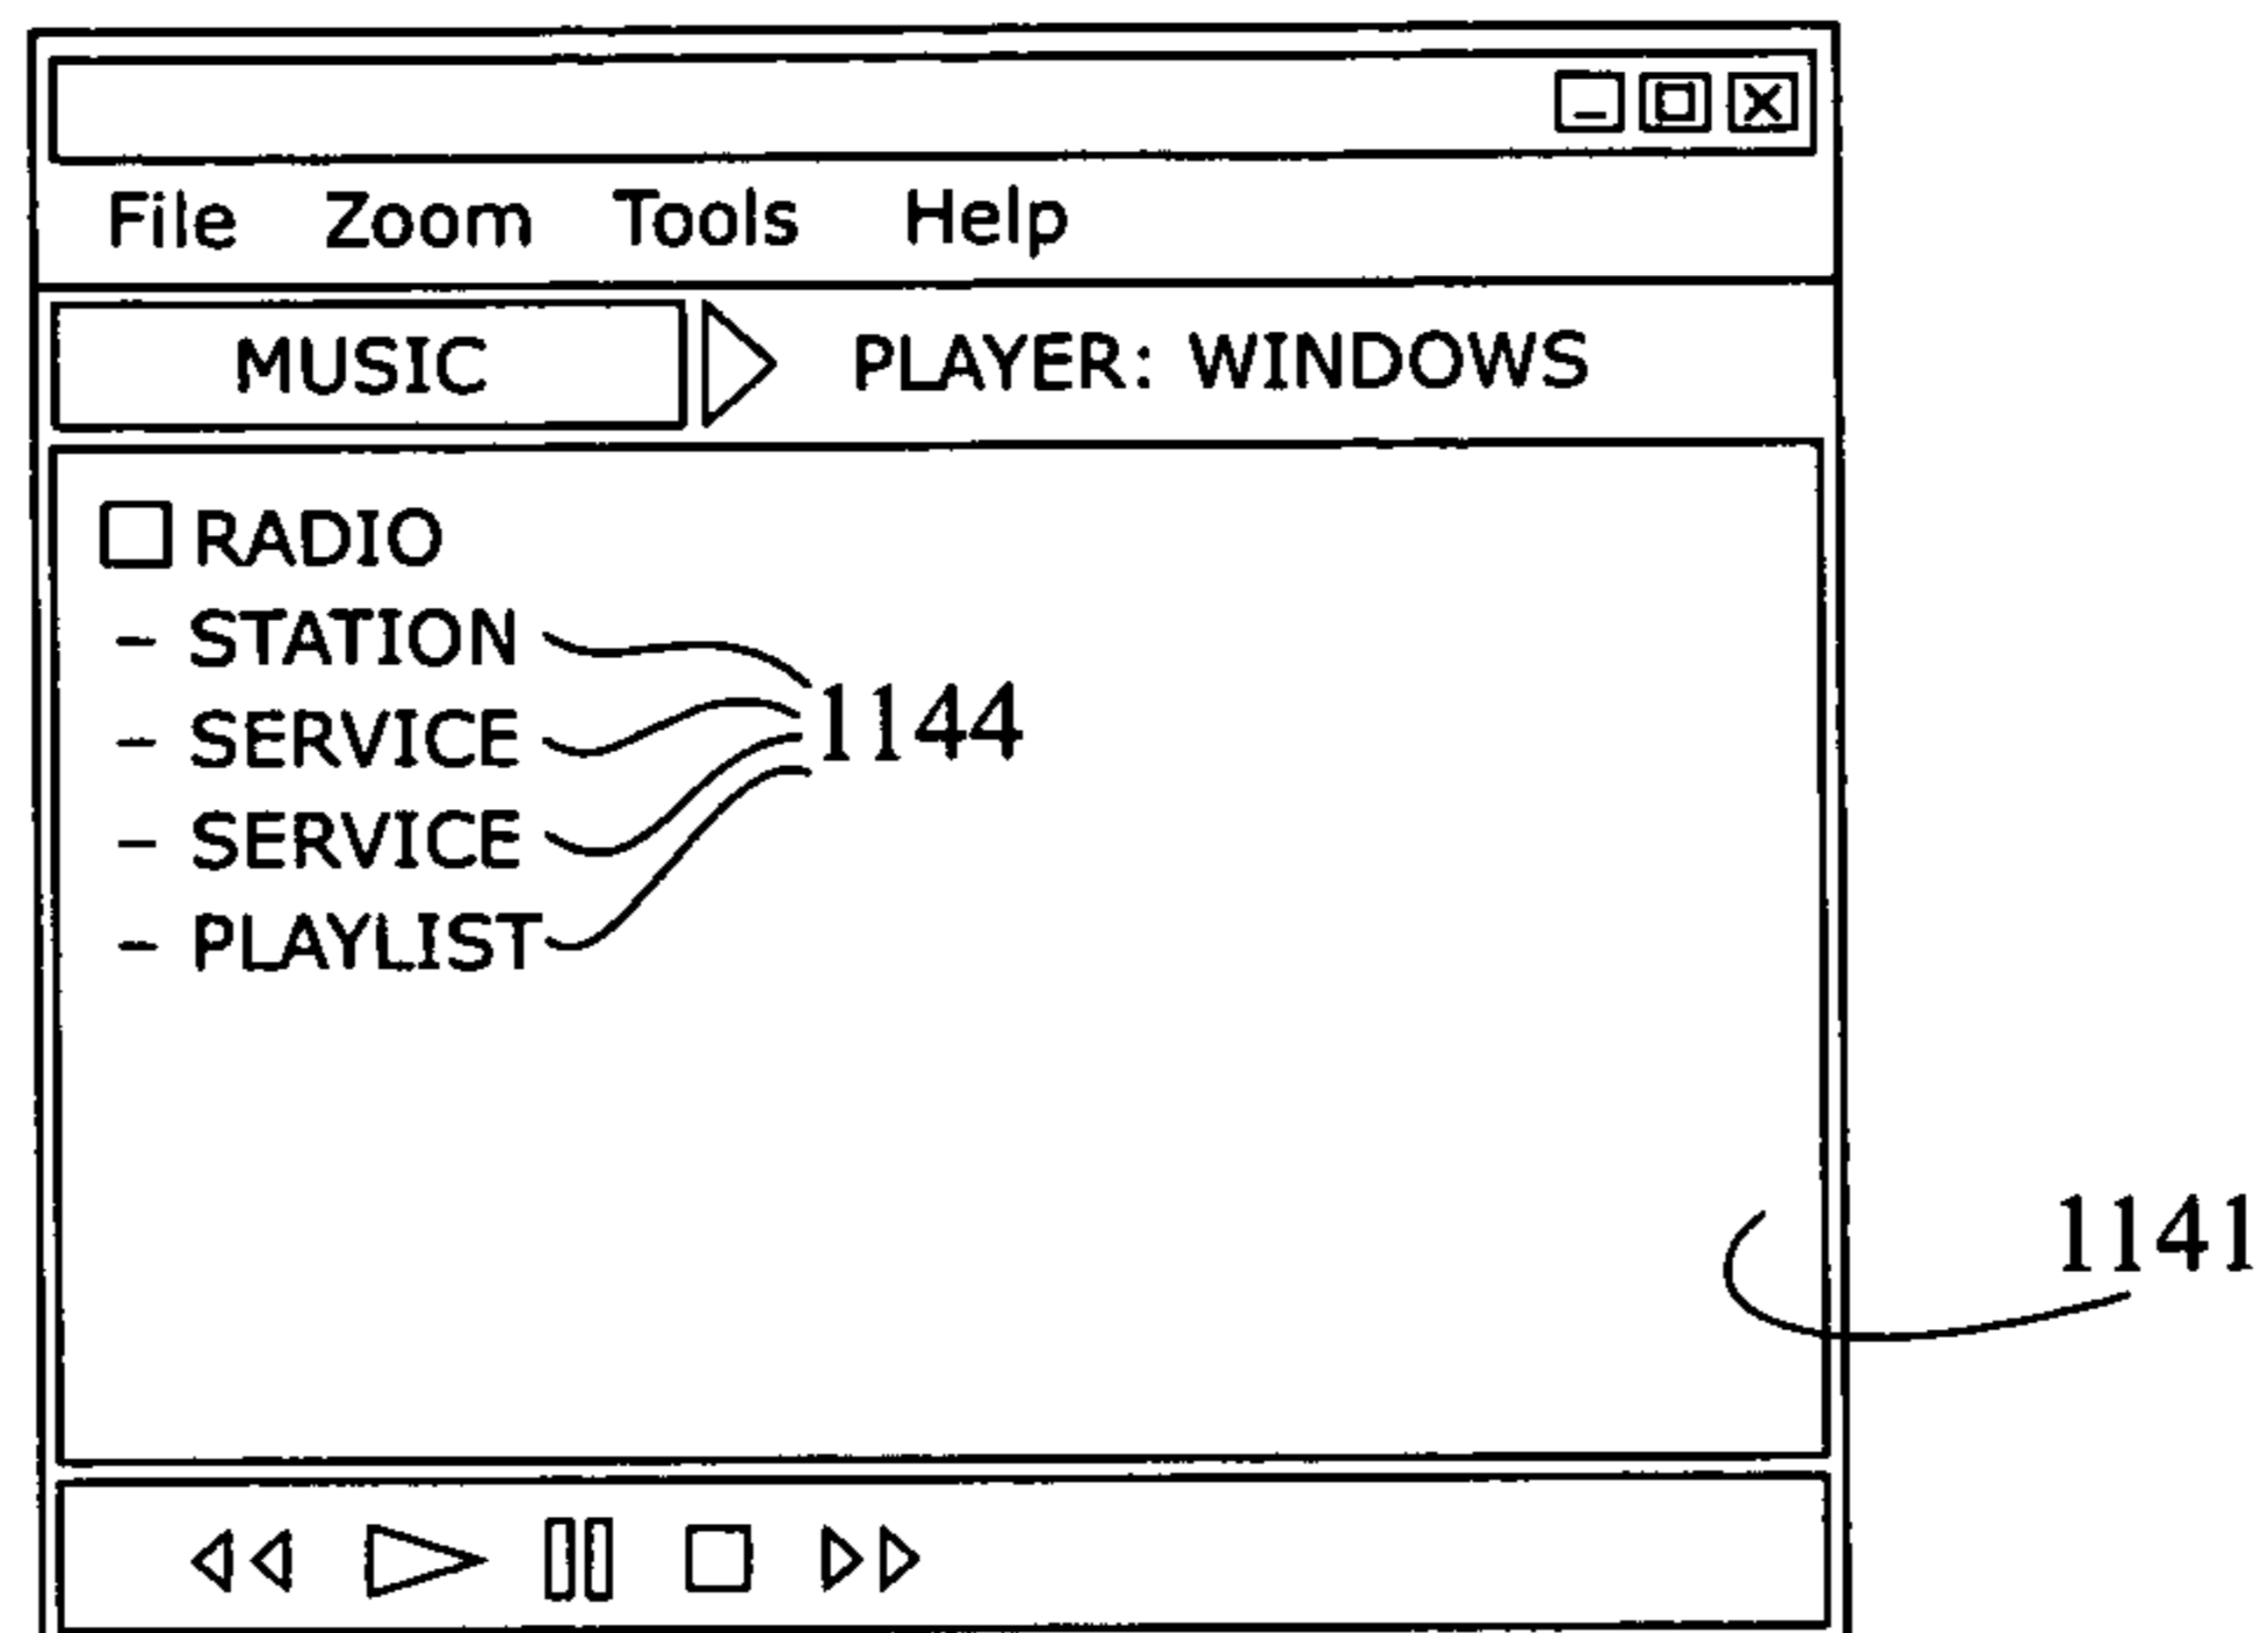 File Zoom Tools Help
MUSIC PLAYER: WINDOWS
RADIO
- STATION
- SERVICE
1144
- SERVICE
- PLAYLIST
1141